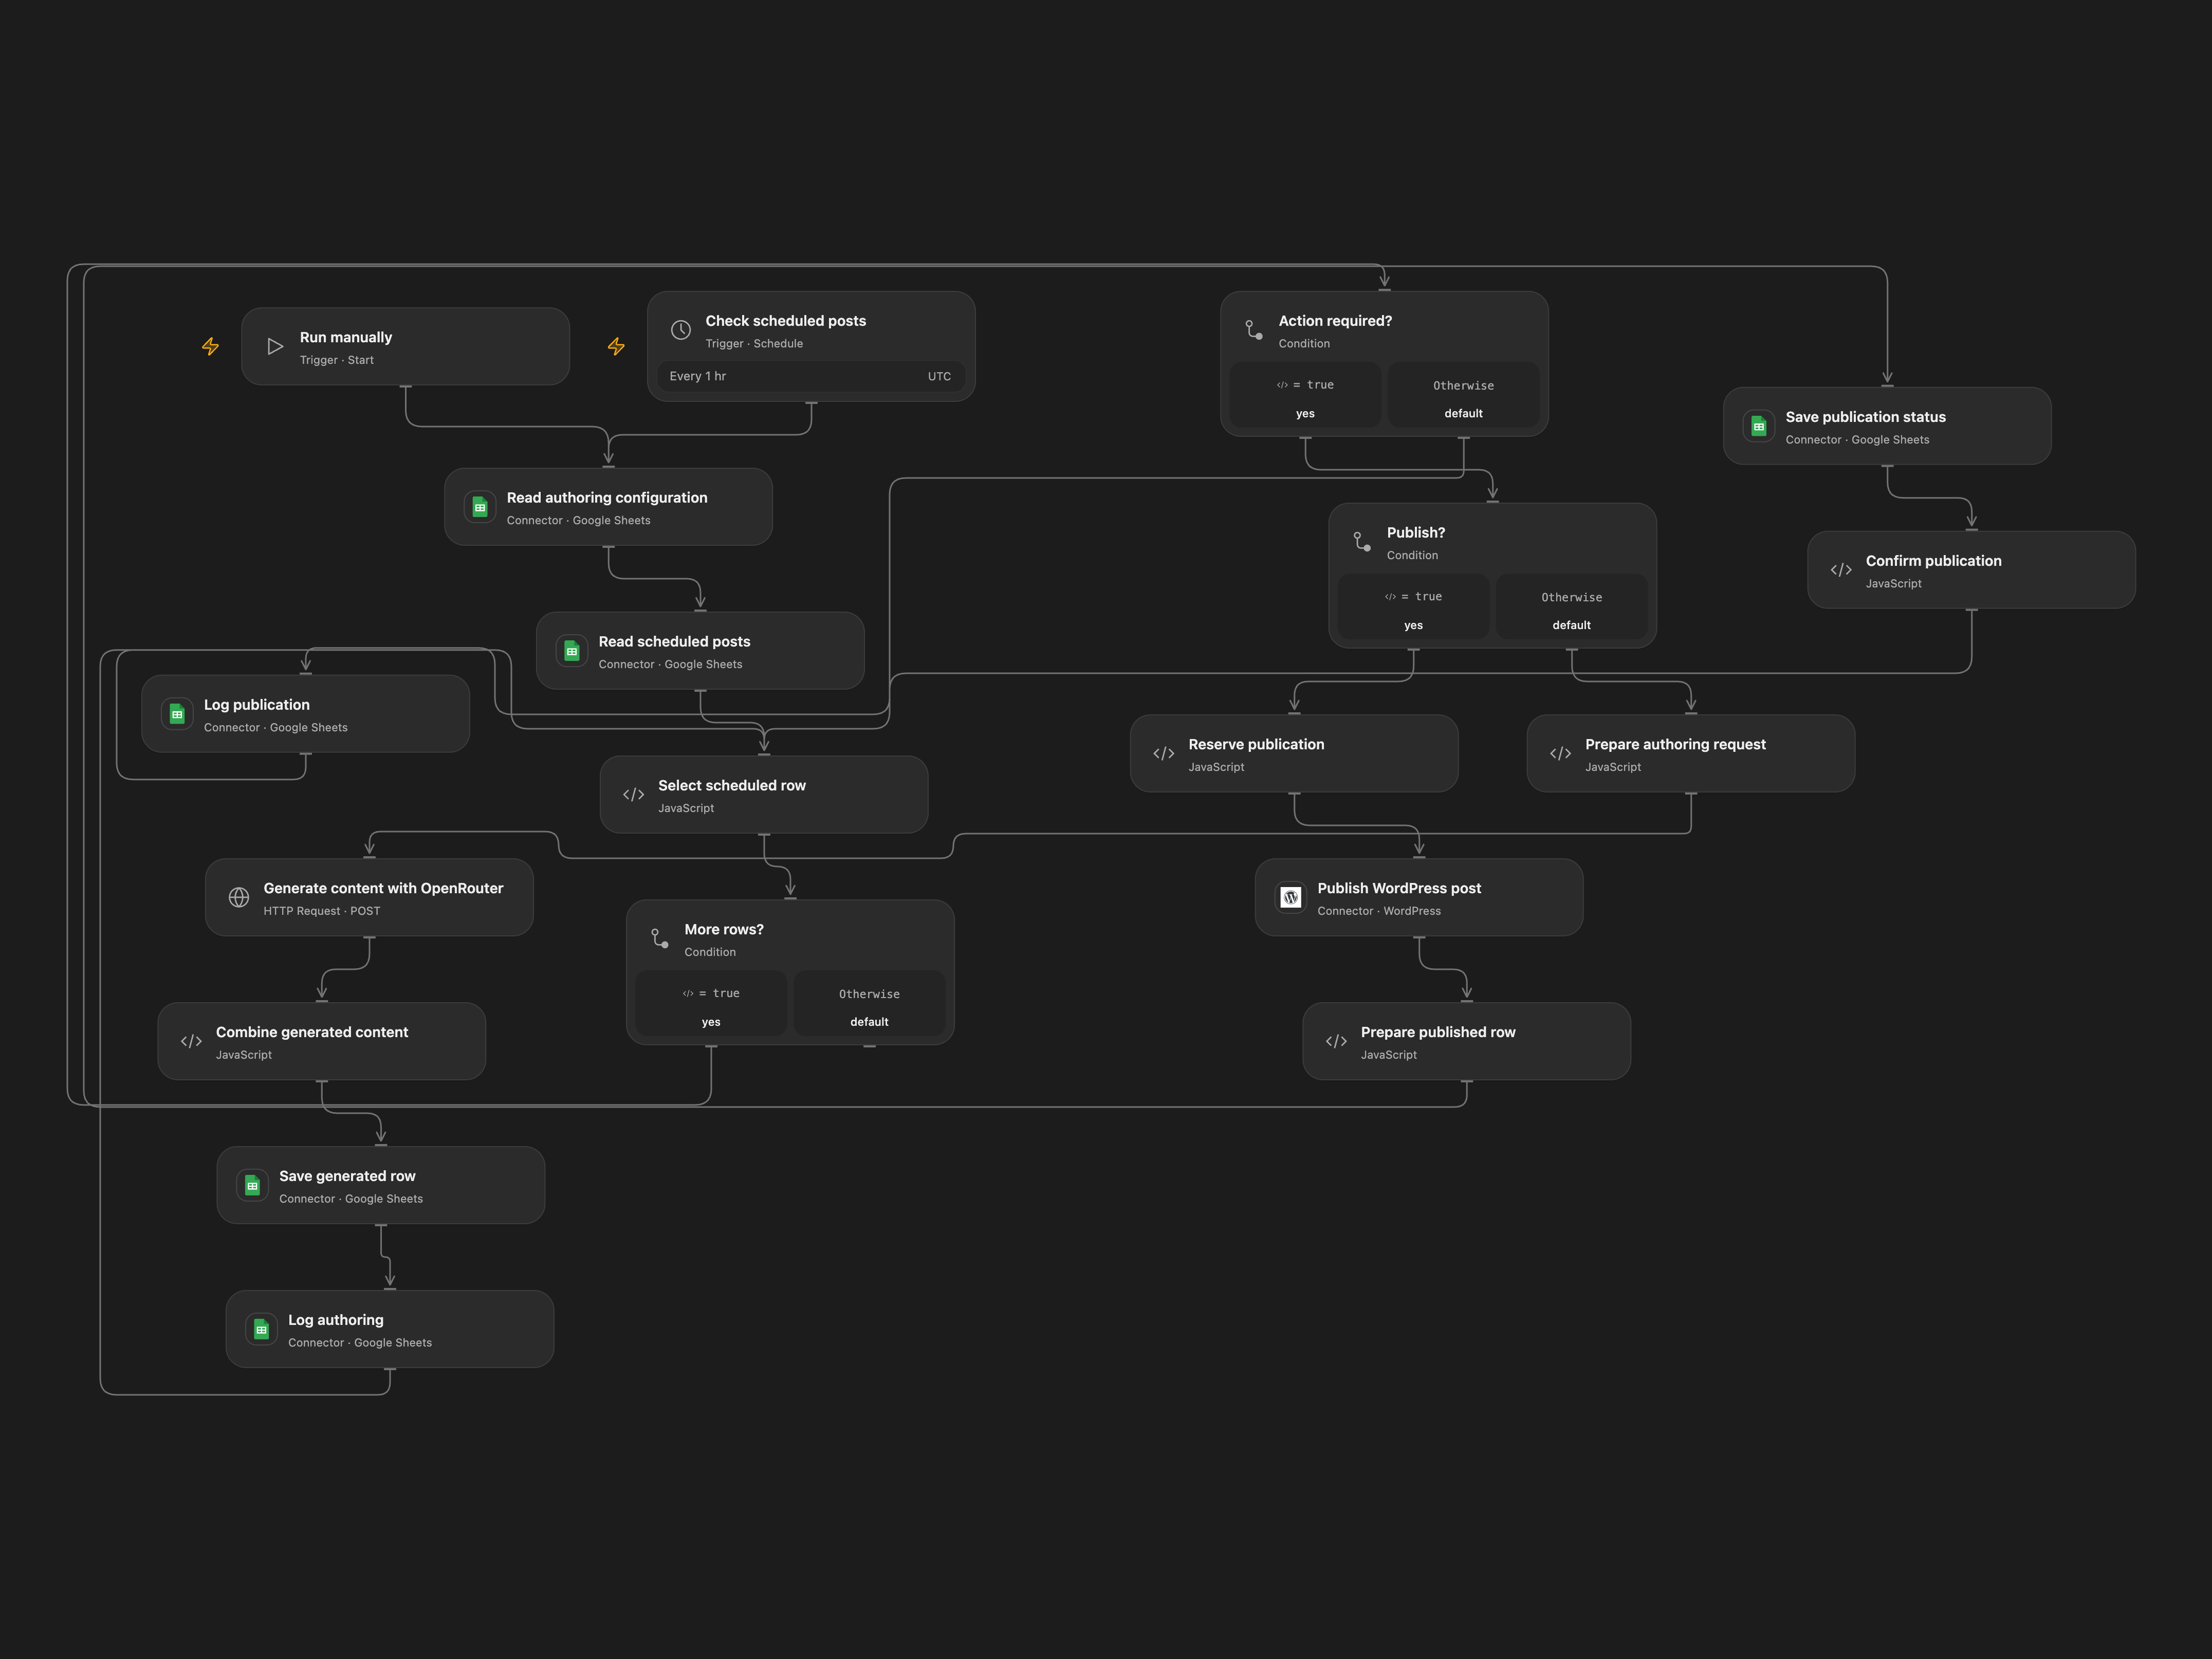 Run manually
Trigger · Start
Check scheduled posts
Trigger · Schedule
Every 1 hr
UTC
Action required?
Condition
</> = true
yes
Otherwise
default
Save publication status
Connector · Google Sheets
Read authoring configuration
Connector · Google Sheets
Publish?
Condition
</> = true
yes
Otherwise
default
Confirm publication
JavaScript
Read scheduled posts
Connector · Google Sheets
Log publication
Connector · Google Sheets
Select scheduled row
JavaScript
Reserve publication
JavaScript
Prepare authoring request
JavaScript
Generate content with OpenRouter
HTTP Request · POST
More rows?
Condition
</> = true
yes
Otherwise
default
Publish WordPress post
Connector · WordPress
Combine generated content
JavaScript
Prepare published row
JavaScript
Save generated row
Connector · Google Sheets
Log authoring
Connector · Google Sheets